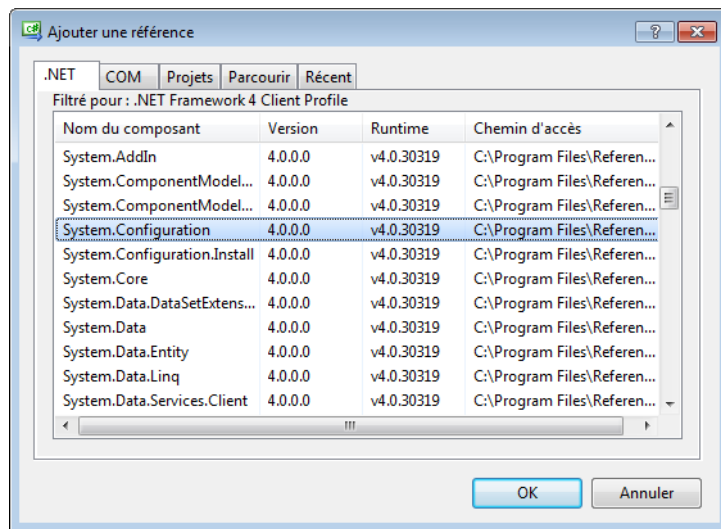 Ajouter une référence
.NET COM Projets Parcourir Récent
Filtré pour : .NET Framework 4 Client Profile
Nom du composant Version Runtime Chemin d'accès
System.AddIn 4.0.0.0 v4.0.30319 C:\Program Files\Referen...
System.ComponentModel... 4.0.0.0 v4.0.30319 C:\Program Files\Referen...
System.ComponentModel... 4.0.0.0 v4.0.30319 C:\Program Files\Referen...
System.Configuration 4.0.0.0 v4.0.30319 C:\Program Files\Referen...
System.Configuration.Install 4.0.0.0 v4.0.30319 C:\Program Files\Referen...
System.Core 4.0.0.0 v4.0.30319 C:\Program Files\Referen...
System.Data.DataSetExtens... 4.0.0.0 v4.0.30319 C:\Program Files\Referen...
System.Data 4.0.0.0 v4.0.30319 C:\Program Files\Referen...
System.Data.Entity 4.0.0.0 v4.0.30319 C:\Program Files\Referen...
System.Data.Linq 4.0.0.0 v4.0.30319 C:\Program Files\Referen...
System.Data.Services.Client 4.0.0.0 v4.0.30319 C:\Program Files\Referen...
OK Annuler